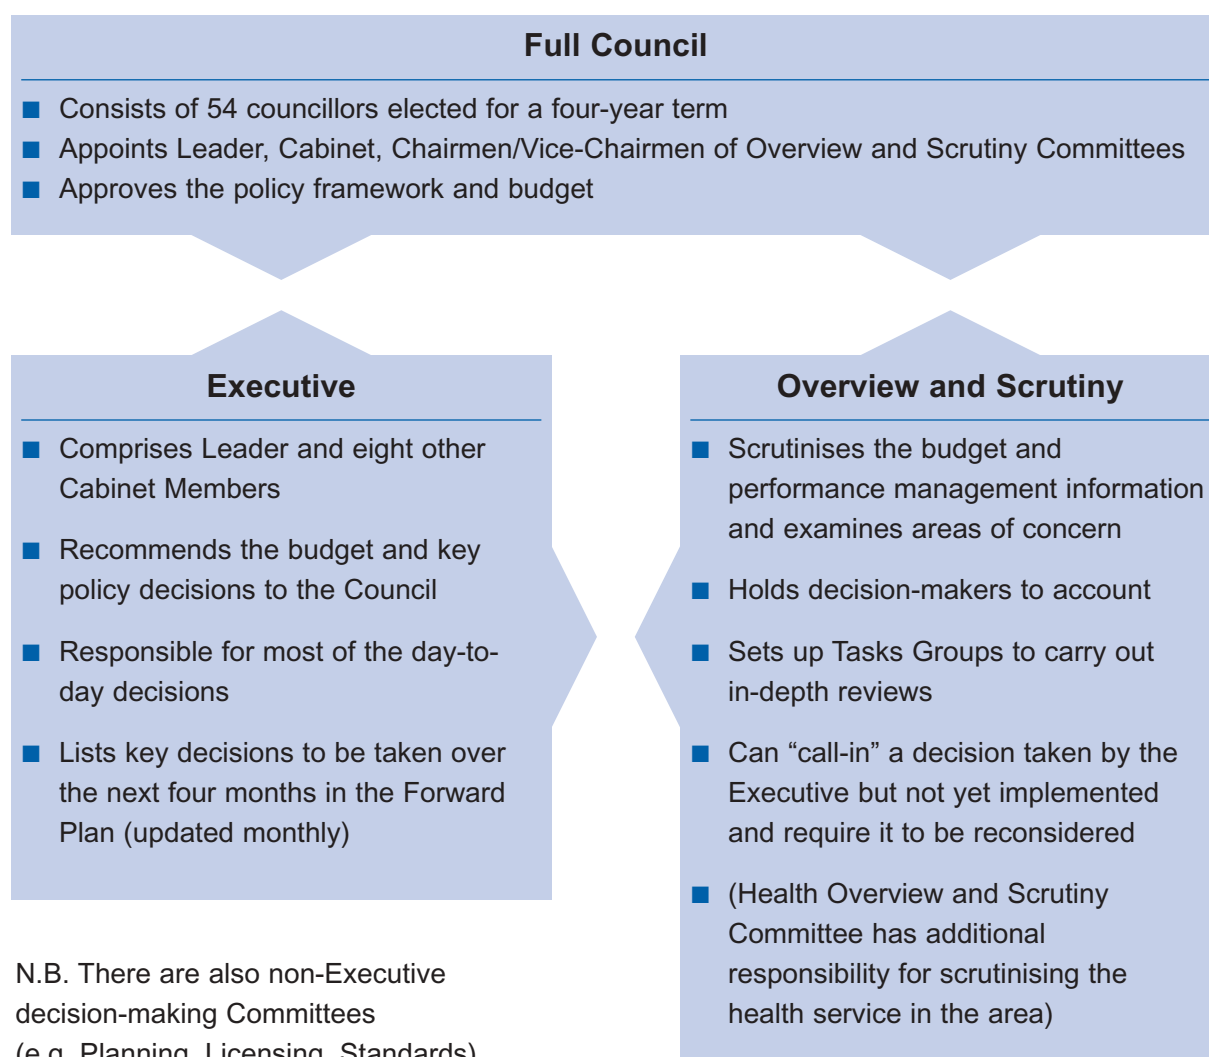 Full Council
■ Consists of 54 councillors elected for a four-year term
■ Appoints Leader, Cabinet, Chairmen/Vice-Chairmen of Overview and Scrutiny Committees
■ Approves the policy framework and budget
Executive
■ Comprises Leader and eight other
Cabinet Members
■ Recommends the budget and key
policy decisions to the Council
■ Responsible for most of the day-to-
day decisions
■ Lists key decisions to be taken over
the next four months in the Forward
Plan (updated monthly)
N.B. There are also non-Executive
decision-making Committees
(e.g. Planning, Licensing, Standards)
Overview and Scrutiny
■ Scrutinises the budget and
performance management information
and examines areas of concern
■ Holds decision-makers to account
■ Sets up Tasks Groups to carry out
in-depth reviews
■ Can “call-in” a decision taken by the
Executive but not yet implemented
and require it to be reconsidered
■ (Health Overview and Scrutiny
Committee has additional
responsibility for scrutinising the
health service in the area)